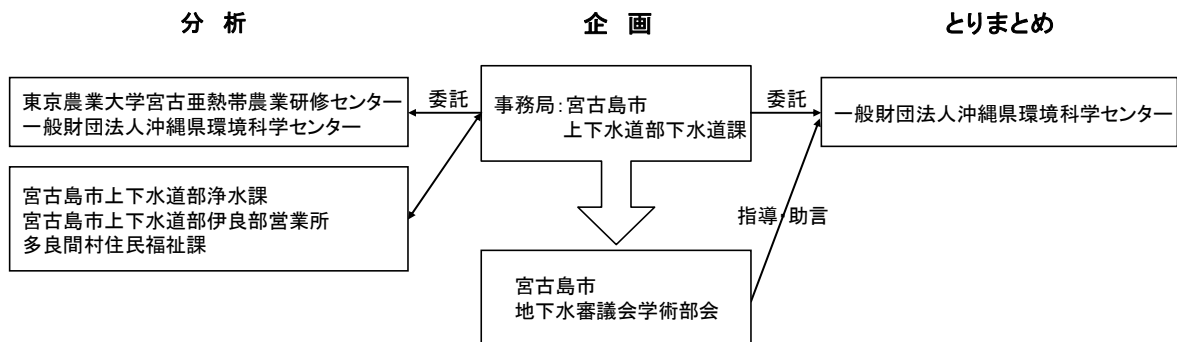 分 析
企 画
とりまとめ
東京農業大学宮古亜熱帯農業研修センター
一般財団法人沖縄県環境科学センター
委託
事務局：宮古島市
上下水道部下水道課
委託
一般財団法人沖縄県環境科学センター
宮古島市上下水道部浄水課
宮古島市上下水道部伊良部営業所
多良間村住民福祉課
指導・助言
宮古島市
地下水審議会学術部会